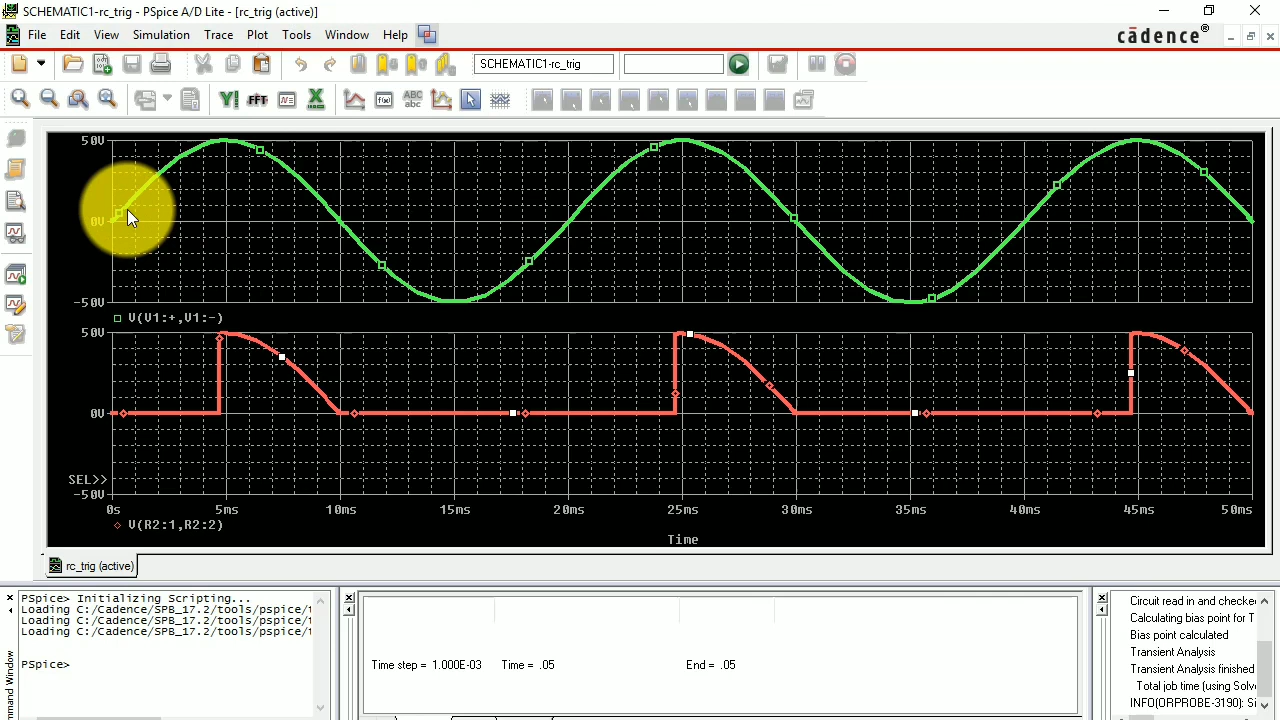 SCHEMATIC1-rc_trig - PSpice A/D Lite - [rc_trig (active)]
File Edit View Simulation Trace Plot Tools Window Help
cādence®
SCHEMATIC1-rc_trig
FFT
ABC
abc
50V
0V
-50V
V(V1:+,V1:-)
50V
0V
SEL>>
-50V
0s 5ms 10ms 15ms 20ms 25ms 30ms 35ms 40ms 45ms 50ms
V(R2:1,R2:2)
Time
rc_trig (active)
PSpice> Initializing Scripting...
Loading C:/Cadence/SPB_17.2/tools/pspice/
Loading C:/Cadence/SPB_17.2/tools/pspice/
Loading C:/Cadence/SPB_17.2/tools/pspice/
PSpice>
mmand Window
Time step = 1.000E-03 Time = .05 End = .05
Circuit read in and checke
Calculating bias point for T
Bias point calculated
Transient Analysis
Transient Analysis finished
Total job time (using Solv
INFO(ORPROBE-3190):